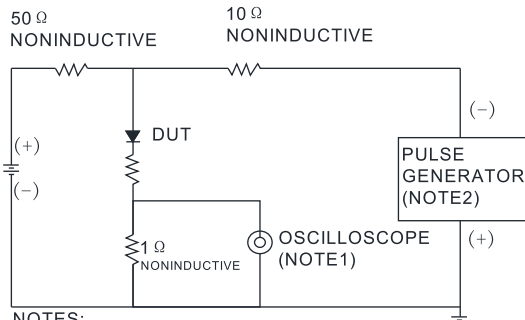 50 Ω
NONINDUCTIVE
10 Ω
NONINDUCTIVE
(+)
(-)
DUT
1 Ω
NONINDUCTIVE
OSCILLOSCOPE
(NOTE1)
(-)
PULSE
GENERATOR
(NOTE2)
(+)
NOTES: